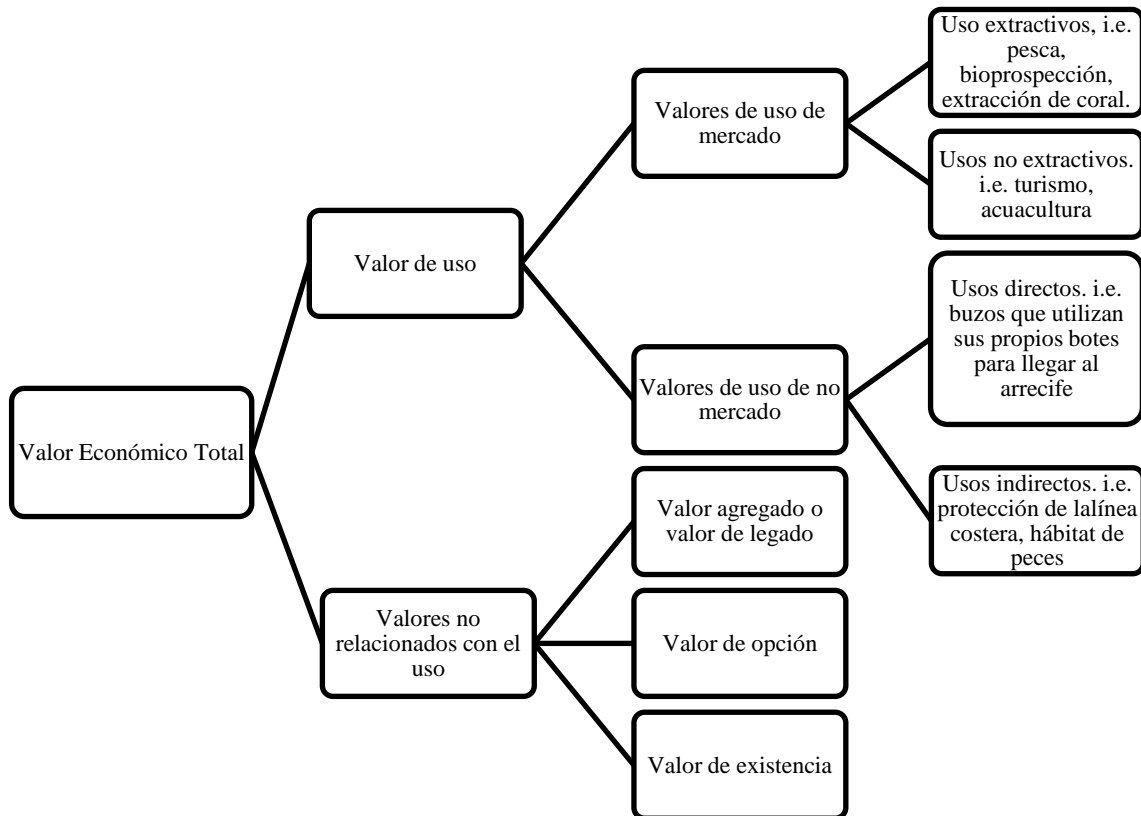 Valor Económico Total
Valor de uso
Valores de uso de
mercado
Uso extractivos, i.e.
pesca,
bioprospección,
extracción de coral.
Usos no extractivos.
i.e. turismo,
acuacultura
Valores de uso de no
mercado
Usos directos. i.e.
buzos que utilizan
sus propios botes
para llegar al
arrecife
Usos indirectos. i.e.
protección de lalínea
costera, hábitat de
peces
Valores no
relacionados con el
uso
Valor agregado o
valor de legado
Valor de opción
Valor de existencia